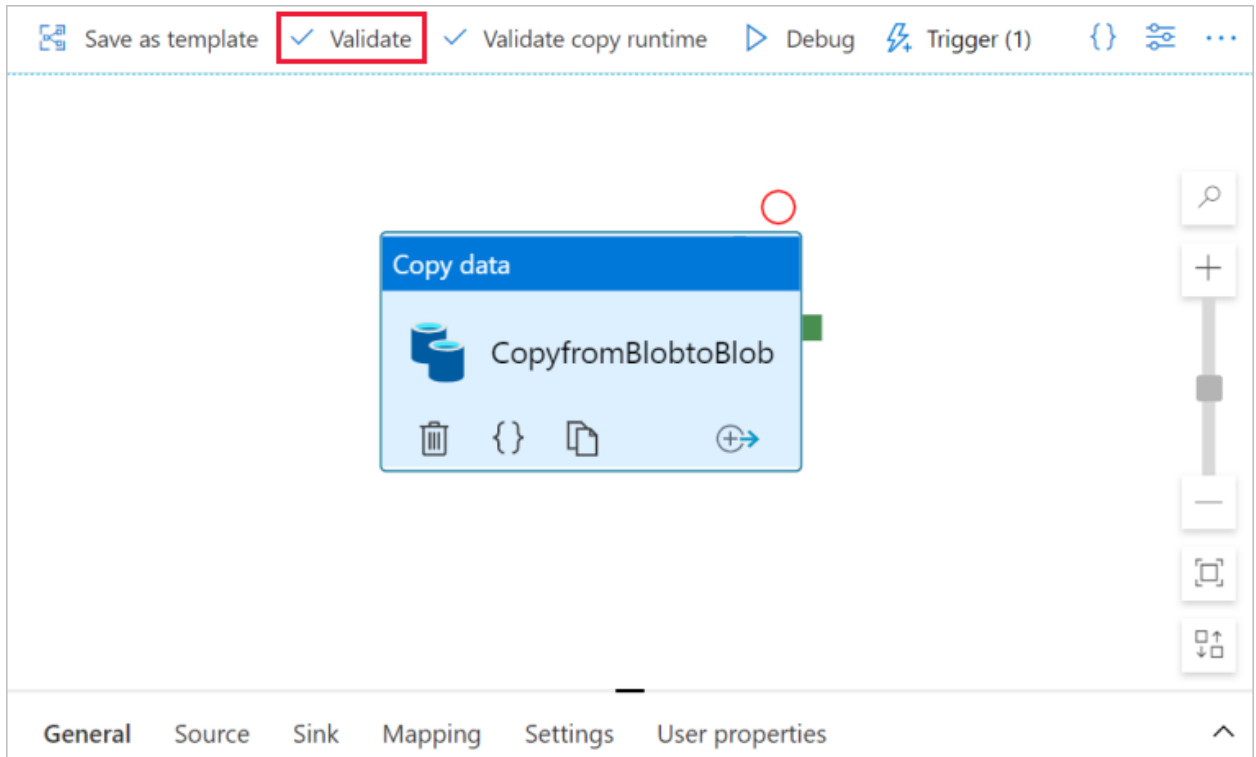 Save as template Validate Validate copy runtime Debug Trigger (1) {}
Copy data
CopyfromBlobtoBlob
{}
General Source Sink Mapping Settings User properties